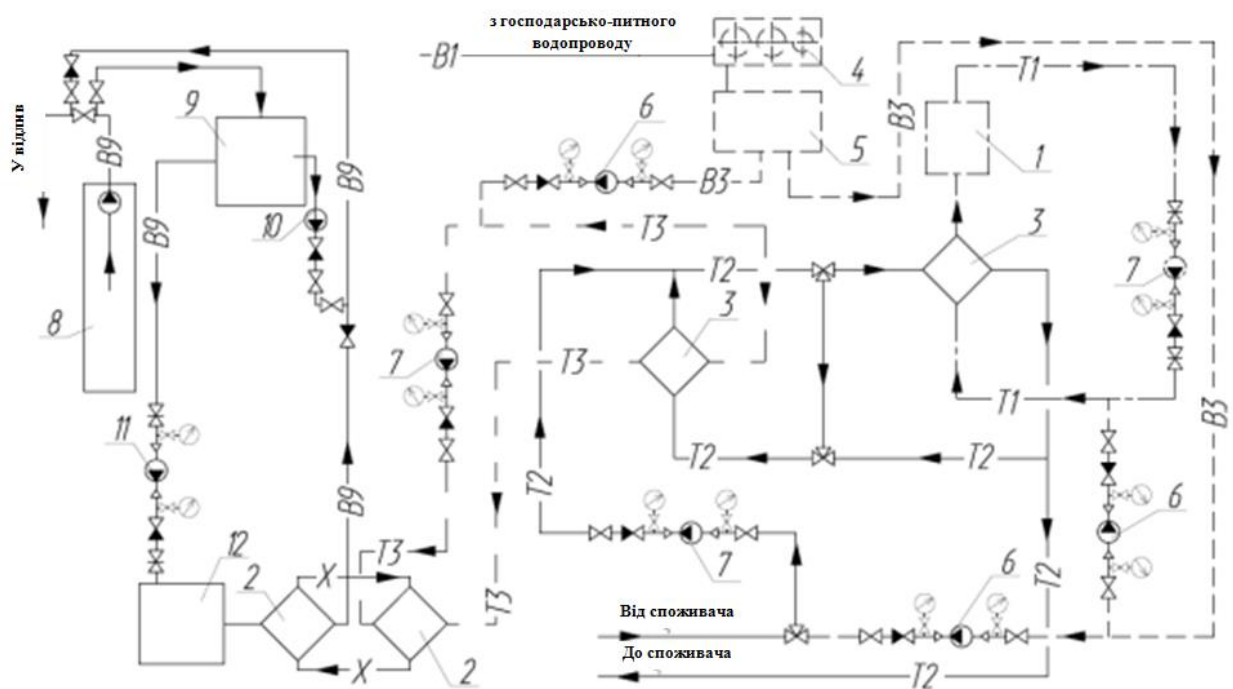 з господарсько-питного
водопроводу
В1
4
Т1
9
6
В3
1
У відлив
В9
В9
В9
5
В3
10
Т3
3
7
Т2
3
8
7
Т3
Т1
В3
11
Т2
Т2
Т2
В9
6
12
Т3
7
Х
2
Т3
6
Т2
Від споживача
До споживача
Х
2
Т2